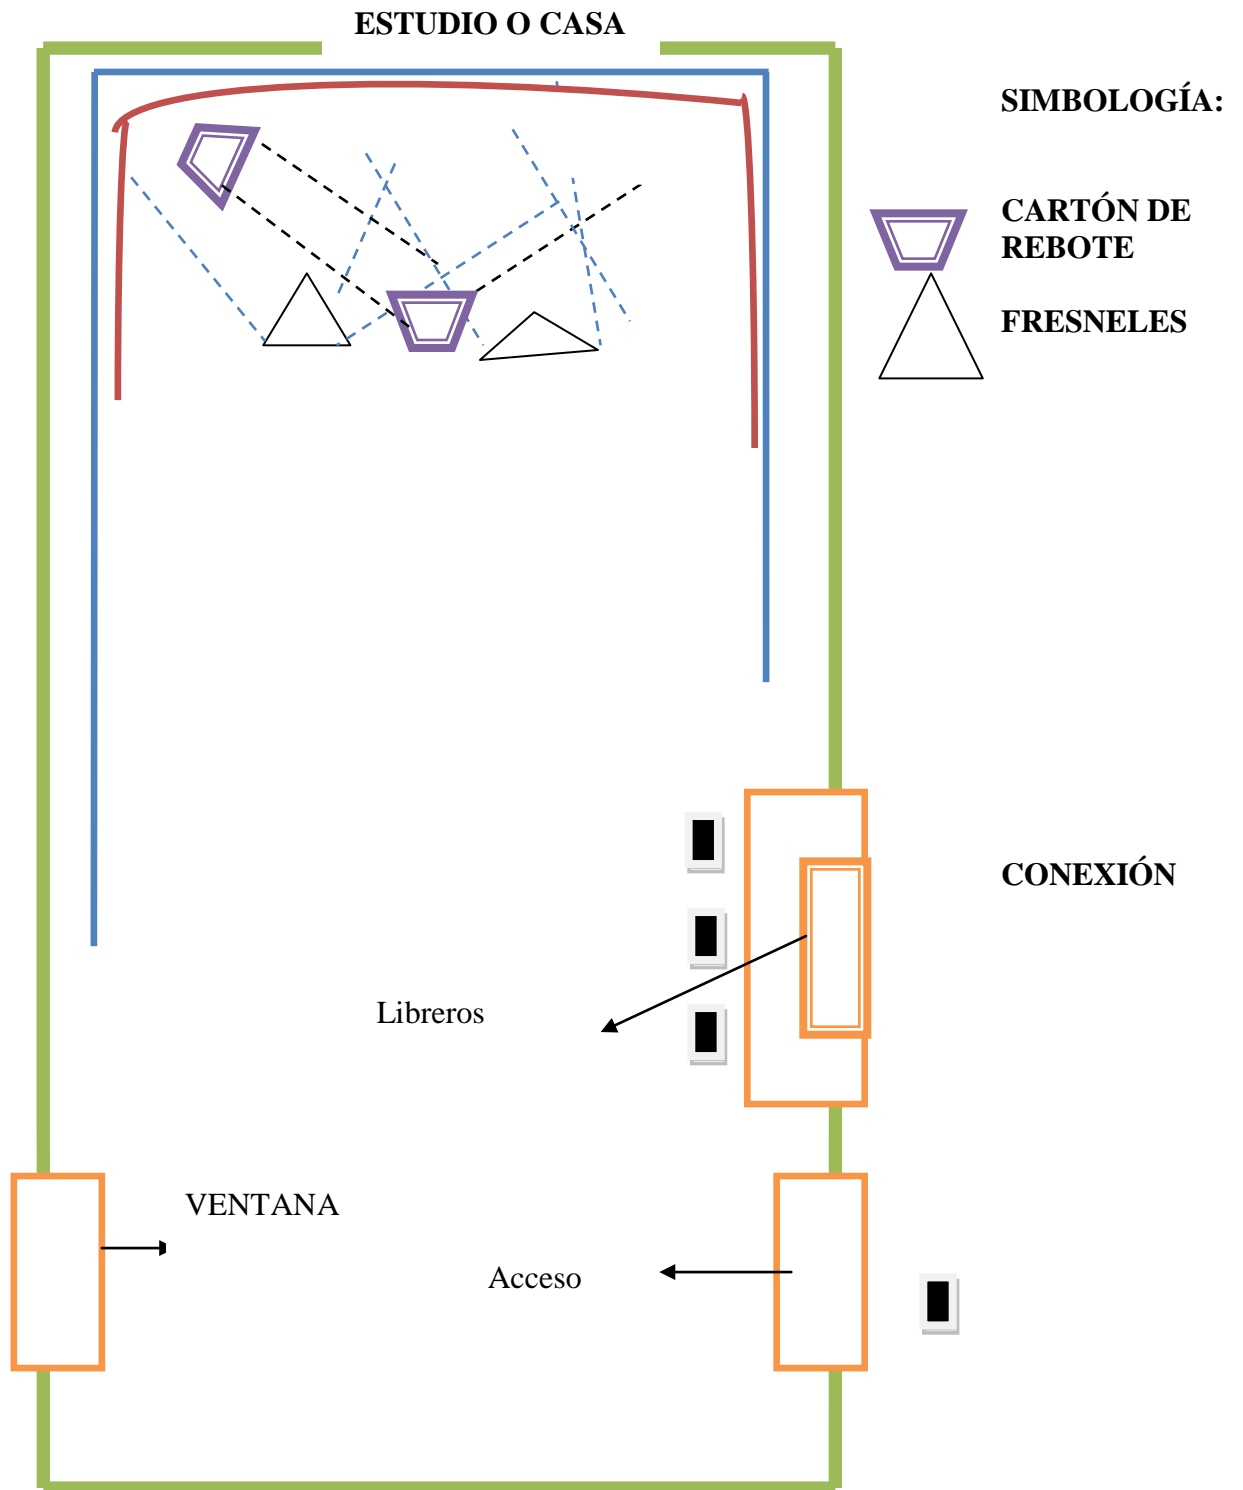 ESTUDIO O CASA
SIMBOLOGÍA:
CARTÓN DE
REBOTE
FRESNELES
CONEXIÓN
Libreros
VENTANA
Acceso